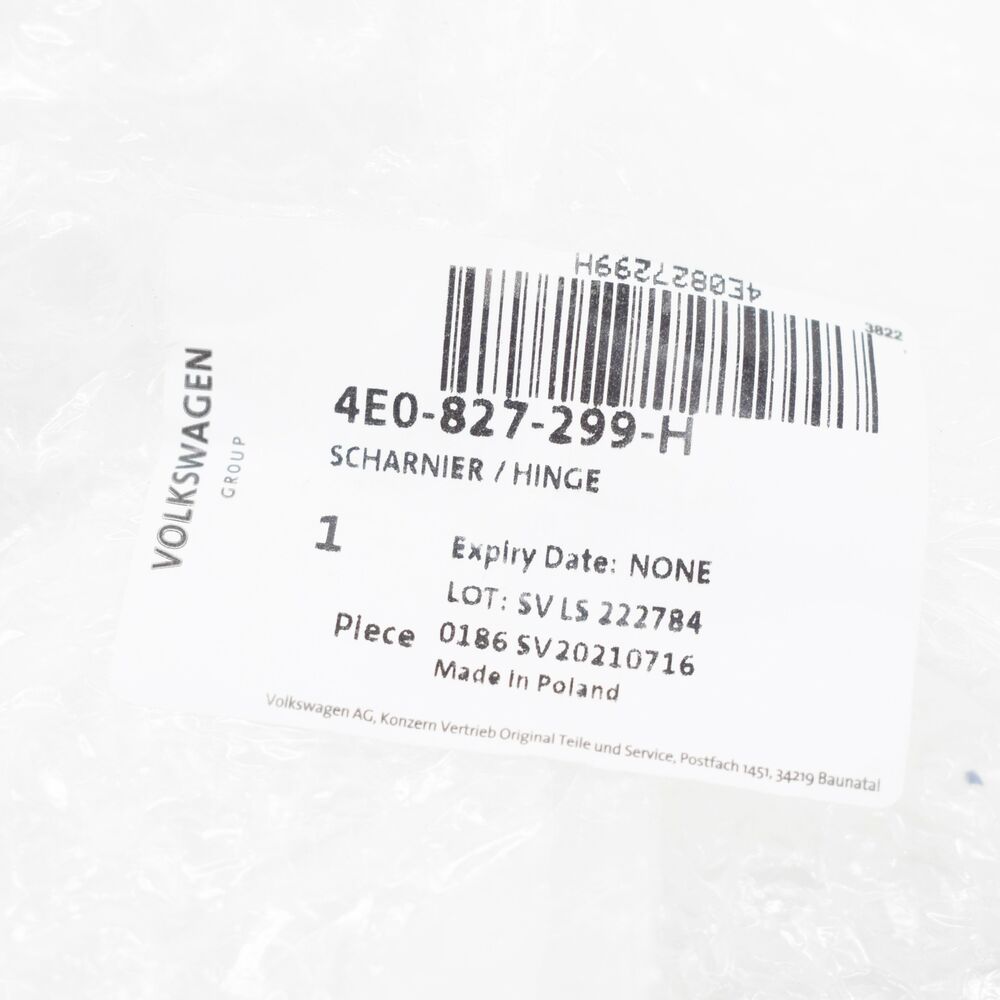 4E0827299H
3822
VOLKSWAGEN
GROUP
4E0-827-299-H
SCHARNIER / HINGE
1
Expiry Date: NONE
LOT: SV LS 222784
Piece 0186 SV20210716
Made in Poland
Volkswagen AG, Konzern Vertrieb Original Teile und Service, Postfach 1451, 34219 Baunatal